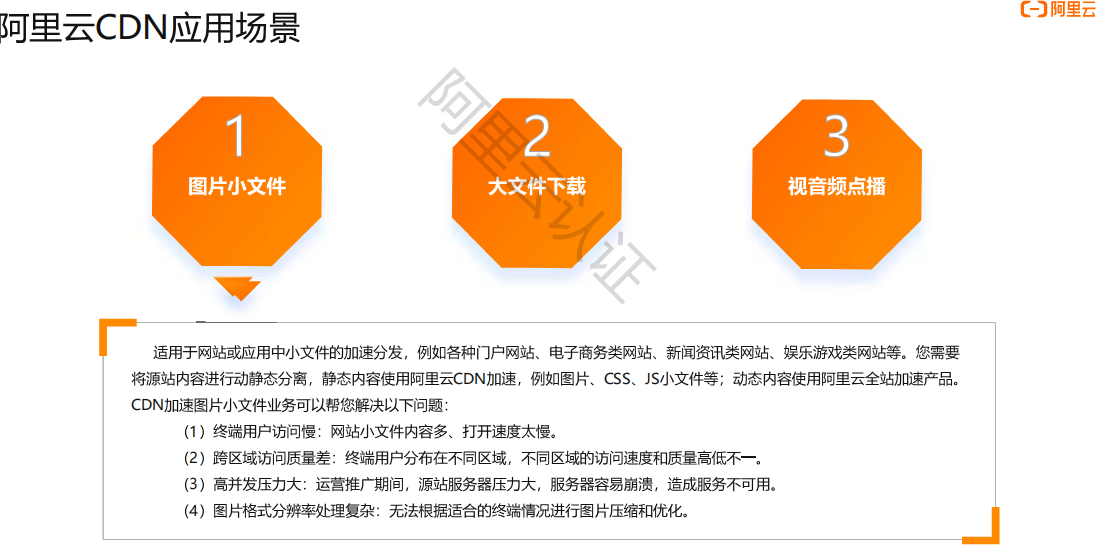 阿里云CDN应用场景
阿里云
1
图片小文件
2
大文件下载
3
视音频点播
阿里云认证
适用于网站或应用中小文件的加速分发，例如各种门户网站、电子商务类网站、新闻资讯类网站、娱乐游戏类网站等。您需要
将源站内容进行动静态分离，静态内容使用阿里云CDN加速，例如图片、CSS、JS小文件等；动态内容使用阿里云全站加速产品。
CDN加速图片小文件业务可以帮您解决以下问题：
（1）终端用户访问慢：网站小文件内容多、打开速度太慢。
（2）跨区域访问质量差：终端用户分布在不同区域，不同区域的访问速度和质量高低不一。
（3）高并发压力大：运营推广期间，源站服务器压力大，服务器容易崩溃，造成服务不可用。
（4）图片格式分辨率处理复杂：无法根据适合的终端情况进行图片压缩和优化。